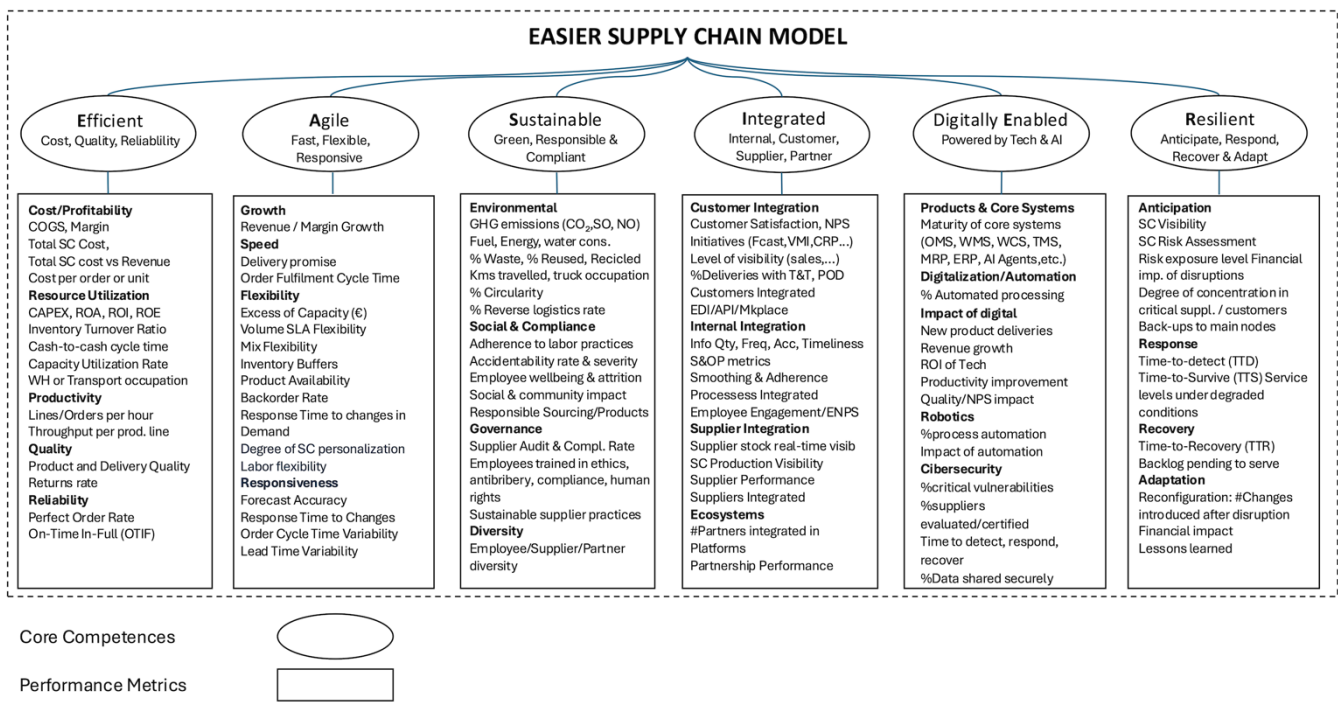 EASIER SUPPLY CHAIN MODEL
Efficient
Cost, Quality, Reliablility
Agile
Fast, Flexible,
Responsive
Sustainable
Green, Responsible &
Compliant
Integrated
Internal, Customer,
Supplier, Partner
Digitally Enabled
Powered by Tech & AI
Resilient
Anticipate, Respond,
Recover & Adapt
Cost/Profitability
COGS, Margin
Total SC Cost,
Total SC cost vs Revenue
Cost per order or unit
Resource Utilization
CAPEX, ROA, ROI, ROE
Inventory Turnover Ratio
Cash-to-cash cycle time
Capacity Utilization Rate
WH or Transport occupation
Productivity
Lines/Orders per hour
Throughput per prod. line
Quality
Product and Delivery Quality
Returns rate
Reliability
Perfect Order Rate
On-Time In-Full (OTIF)
Growth
Revenue / Margin Growth
Speed
Delivery promise
Order Fulfilment Cycle Time
Flexibility
Excess of Capacity (€)
Volume SLA Flexibility
Mix Flexibility
Inventory Buffers
Product Availability
Backorder Rate
Response Time to changes in
Demand
Degree of SC personalization
Labor flexibility
Responsiveness
Forecast Accuracy
Response Time to Changes
Order Cycle Time Variability
Lead Time Variability
Environmental
GHG emissions (CO₂,SO, NO)
Fuel, Energy, water cons.
% Waste, % Reused, Recicled
Kms travelled, truck occupation
% Circularity
% Reverse logistics rate
Social & Compliance
Adherence to labor practices
Accidentability rate & severity
Employee wellbeing & attrition
Social & community impact
Responsible Sourcing/Products
Governance
Supplier Audit & Compl. Rate
Employees trained in ethics,
antibribery, compliance, human
rights
Sustainable supplier practices
Diversity
Employee/Supplier/Partner
diversity
Customer Integration
Customer Satisfaction, NPS
Initiatives (Fcast,VMI,CRP...)
Level of visibility (sales,...)
%Deliveries with T&T, POD
Customers Integrated
EDI/API/Mkplace
Internal Integration
Info Qty, Freq, Acc, Timeliness
S&OP metrics
Smoothing & Adherence
Processess Integrated
Employee Engagement/ENPS
Supplier Integration
Supplier stock real-time visib
SC Production Visibility
Supplier Performance
Suppliers Integrated
Ecosystems
#Partners integrated in
Platforms
Partnership Performance
Products & Core Systems
Maturity of core systems
(OMS, WMS, WCS, TMS,
MRP, ERP, AI Agents,etc.)
Digitalization/Automation
% Automated processing
Impact of digital
New product deliveries
Revenue growth
ROI of Tech
Productivity improvement
Quality/NPS impact
Robotics
%process automation
Impact of automation
Cibersecurity
%critical vulnerabilities
%suppliers
evaluated/certified
Time to detect, respond,
recover
%Data shared securely
Anticipation
SC Visibility
SC Risk Assessment
Risk exposure level Financial
imp. of disruptions
Degree of concentration in
critical suppl. / customers
Back-ups to main nodes
Response
Time-to-detect (TTD)
Time-to-Survive (TTS) Service
levels under degraded
conditions
Recovery
Time-to-Recovery (TTR)
Backlog pending to serve
Adaptation
Reconfiguration: #Changes
introduced after disruption
Financial impact
Lessons learned
Core Competences
Performance Metrics